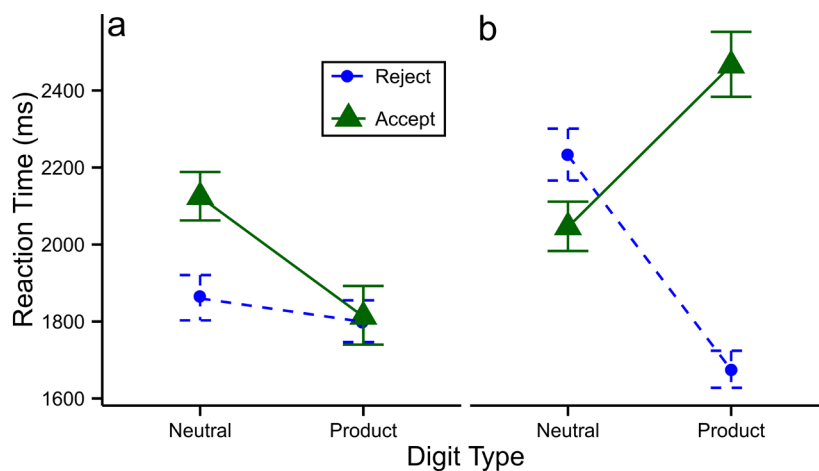 a
b
Reject
Accept
Reaction Time (ms)
2400
2200
2000
1800
1600
Neutral
Product
Neutral
Product
Digit Type